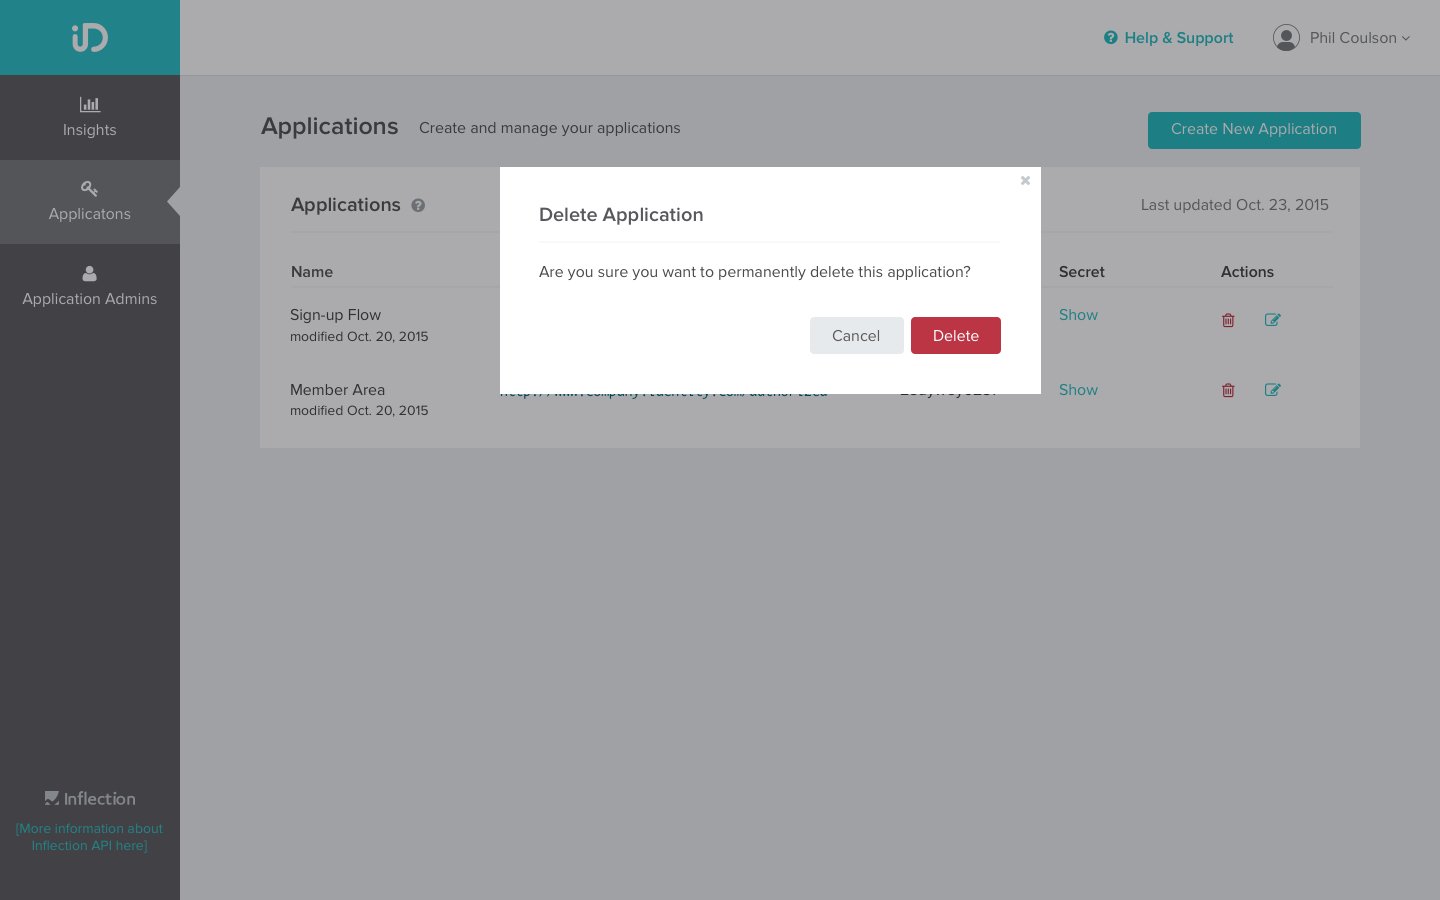 iD
Help & Support
Phil Coulson
Insights
Applicatons
Application Admins
Applications
Create and manage your applications
Create New Application
Applications
Last updated Oct. 23, 2015
Delete Application
Are you sure you want to permanently delete this application?
Cancel
Delete
Name
Secret
Actions
Sign-up Flow
modified Oct. 20, 2015
Show
Member Area
modified Oct. 20, 2015
Show
Inflection
[More information about
Inflection API here]